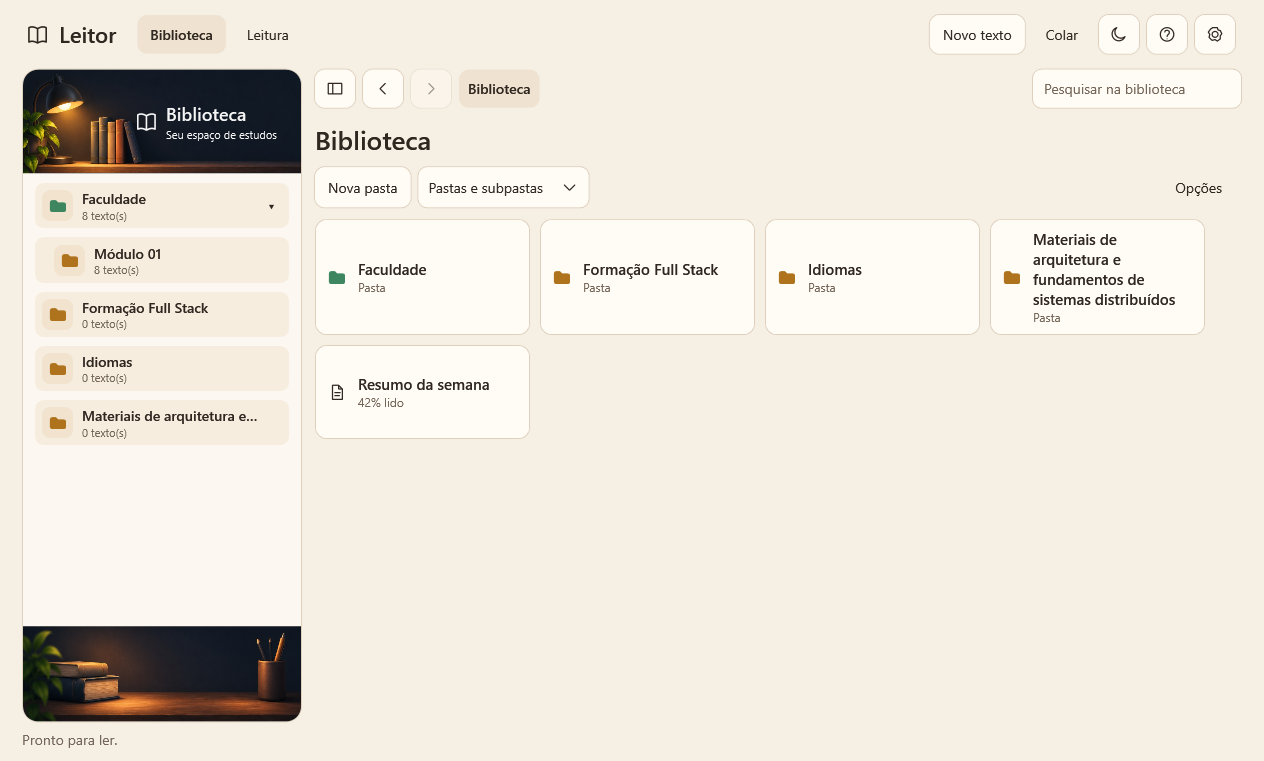 Leitor
Biblioteca
Leitura
Novo texto
Colar
Biblioteca
Seu espaço de estudos
Faculdade
8 texto(s)
Módulo 01
8 texto(s)
Formação Full Stack
0 texto(s)
Idiomas
0 texto(s)
Materiais de arquitetura e...
0 texto(s)
Biblioteca
Pesquisar na biblioteca
Biblioteca
Nova pasta
Pastas e subpastas
Opções
Faculdade
Pasta
Formação Full Stack
Pasta
Idiomas
Pasta
Materiais de
arquitetura e
fundamentos de
sistemas distribuídos
Pasta
Resumo da semana
42% lido
Pronto para ler.